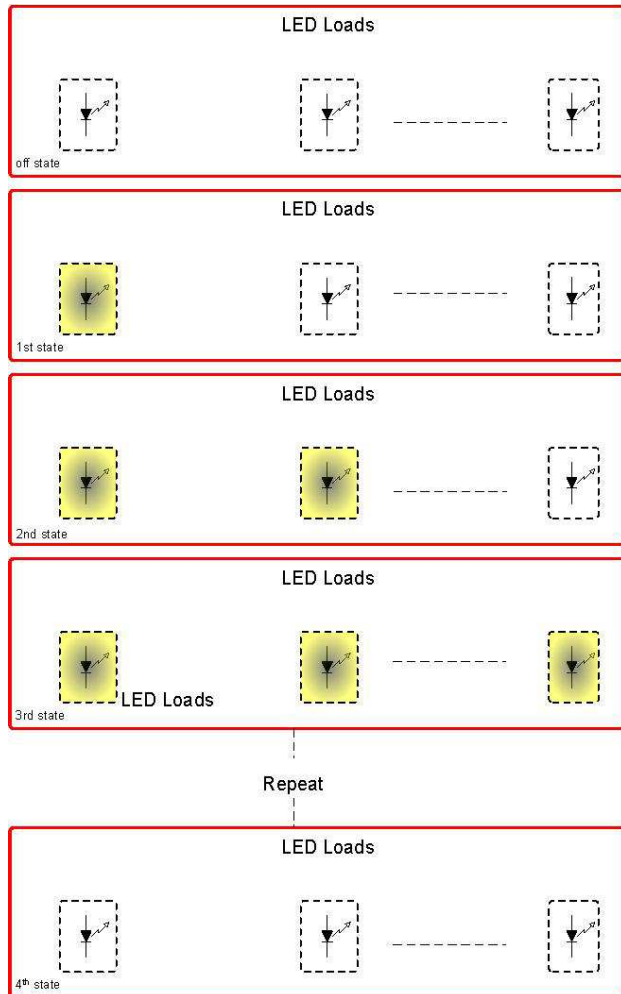 LED Loads
off state
LED Loads
1st state
LED Loads
2nd state
LED Loads
LED Loads
3rd state
Repeat
LED Loads
4th state